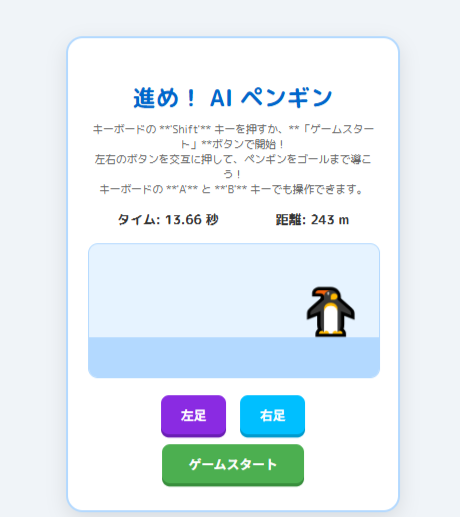 進め！ AI ペンギン
キーボードの **'Shift'** キーを押すか、**「ゲームスター
ト」**ボタンで開始！
左右のボタンを交互に押して、ペンギンをゴールまで導こ
う！
キーボードの **'A'** と **'B'** キーでも操作できます。
タイム: 13.66 秒 距離: 243 m
左足 右足
ゲームスタート